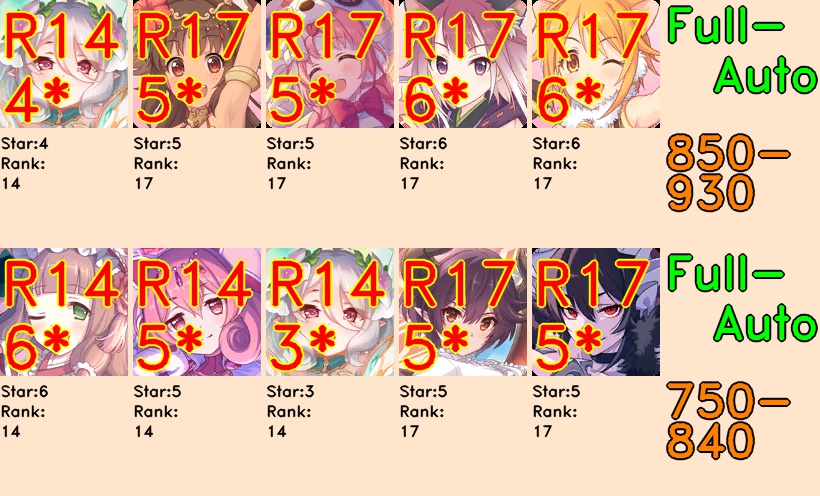 R14 R17 R17 R17 R17 Full-
4* 5* 5* 6* 6* Auto
Star:4 Star:5 Star:5 Star:6 Star:6 850-
Rank: Rank: Rank: Rank: Rank:
14 17 17 17 17 930
R14 R14 R14 R17 R17 Full-
6* 5* 3* 5* 5* Auto
Star:6 Star:5 Star:3 Star:5 Star:5 750-
Rank: Rank: Rank: Rank: Rank:
14 14 14 17 17 840